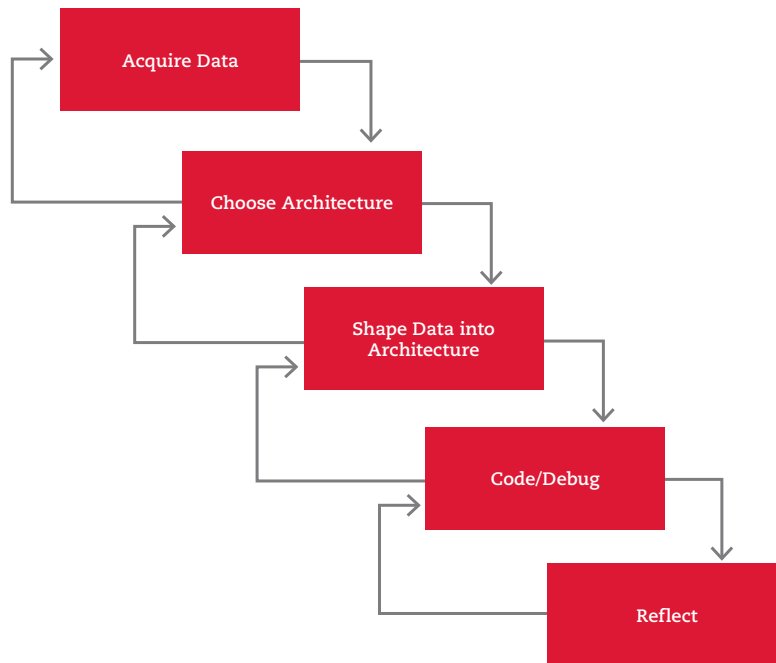 Acquire Data
Choose Architecture
Shape Data into
Architecture
Code/Debug
Reflect